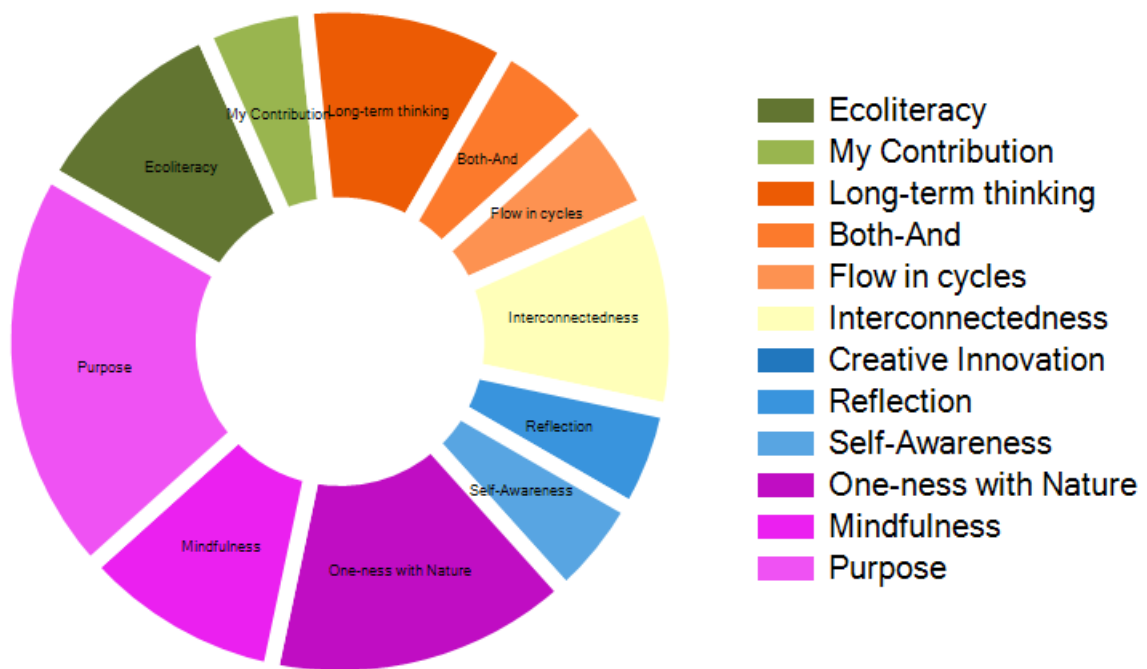 My Contribution
Long-term thinking
Both-And
Ecoliteracy
Flow in cycles
Interconnectedness
Purpose
Reflection
Self-Awareness
Mindfulness
One-ness with Nature
Ecoliteracy
My Contribution
Long-term thinking
Both-And
Flow in cycles
Interconnectedness
Creative Innovation
Reflection
Self-Awareness
One-ness with Nature
Mindfulness
Purpose